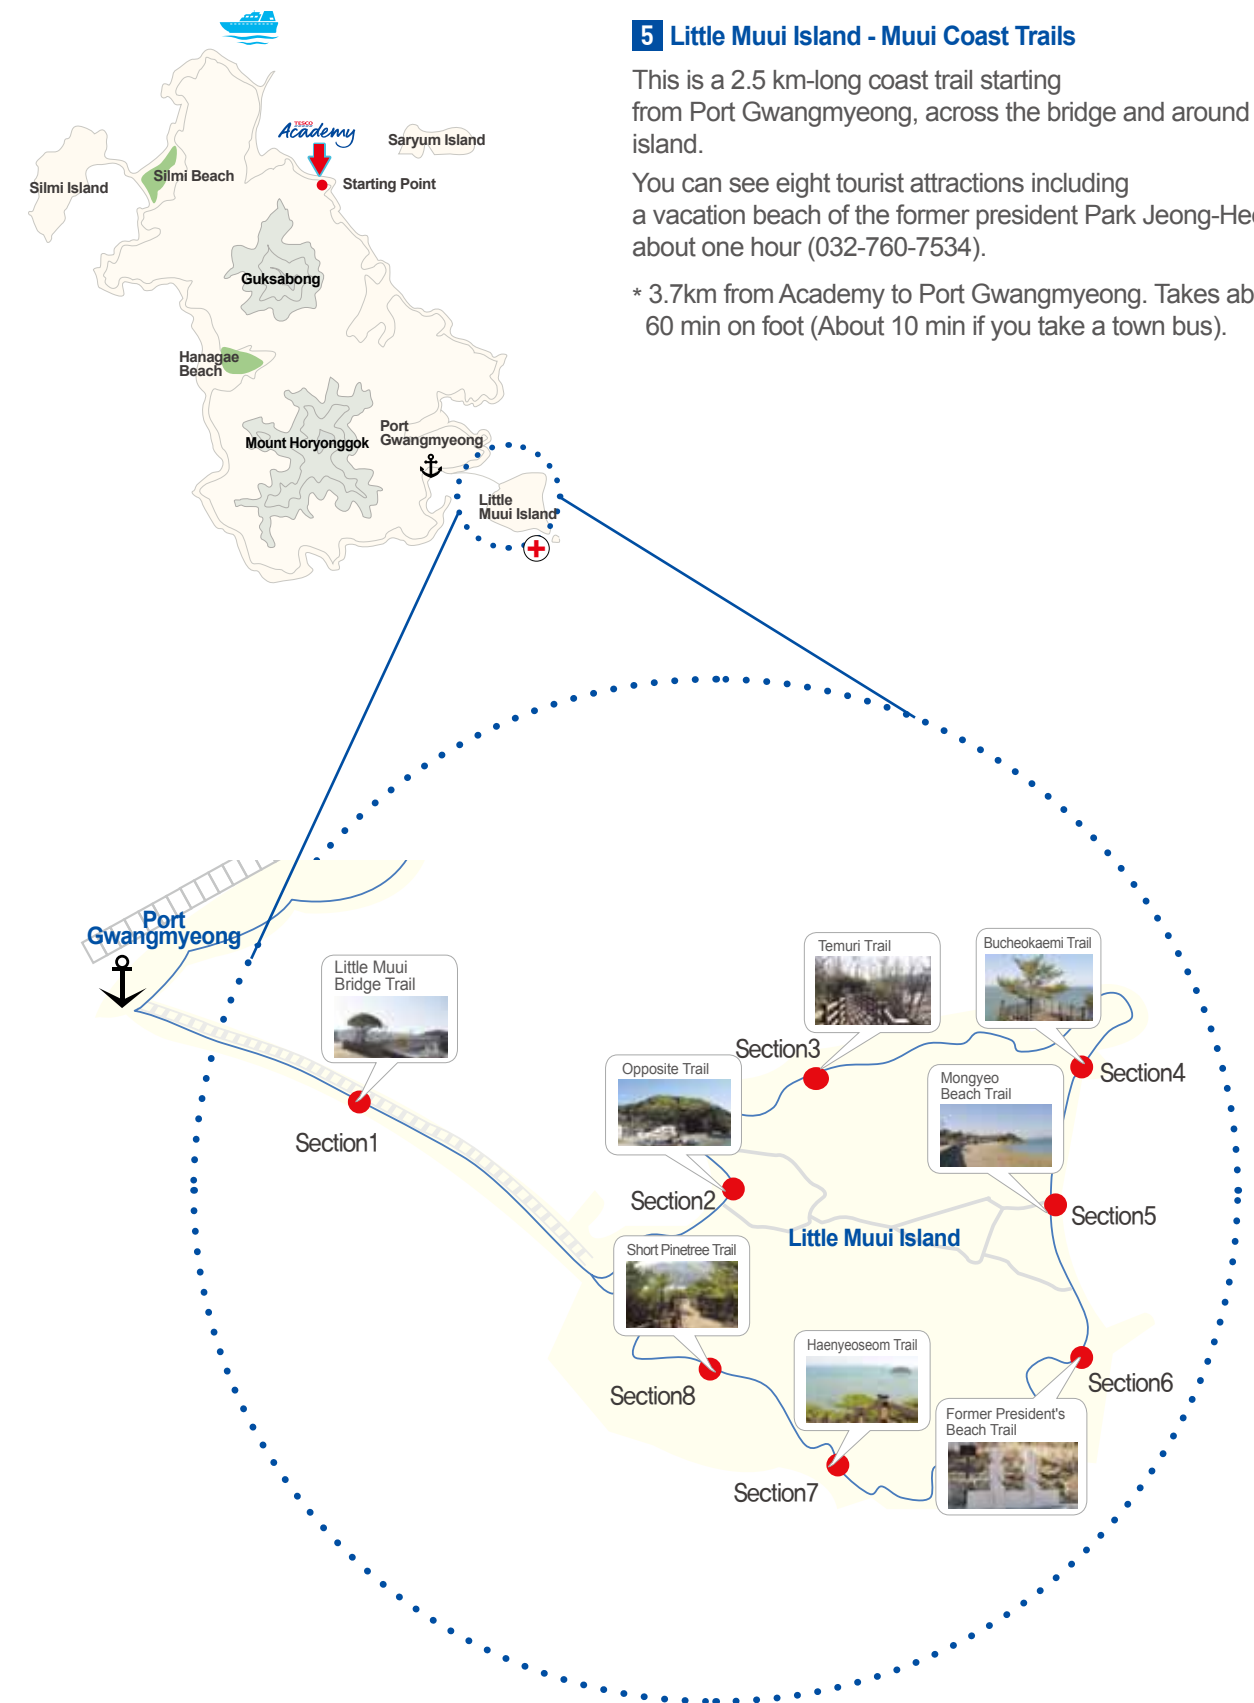 5 Little Muui Island - Muui Coast Trails
This is a 2.5 km-long coast trail starting
from Port Gwangmyeong, across the bridge and around
island.
You can see eight tourist attractions including
a vacation beach of the former president Park Jeong-Hee
about one hour (032-760-7534).
* 3.7km from Academy to Port Gwangmyeong. Takes
60 min on foot (About 10 min if you take a town bus).
TESCO
Academy
Saryum Island
Silmi Island
Silmi Beach
Starting Point
Guksabong
Hanagae
Beach
Mount Horyonggok
Port
Gwangmyeong
Little
Muui Island
Port
Gwangmyeong
Little Muui
Bridge Trail
Section1
Opposite Trail
Section2
Temuri Trail
Section3
Bucheokaemi Trail
Section4
Mongyeo
Beach Trail
Section5
Little Muui Island
Short Pinetree Trail
Section8
Haenyeoseom Trail
Section7
Section6
Former President's
Beach Trail